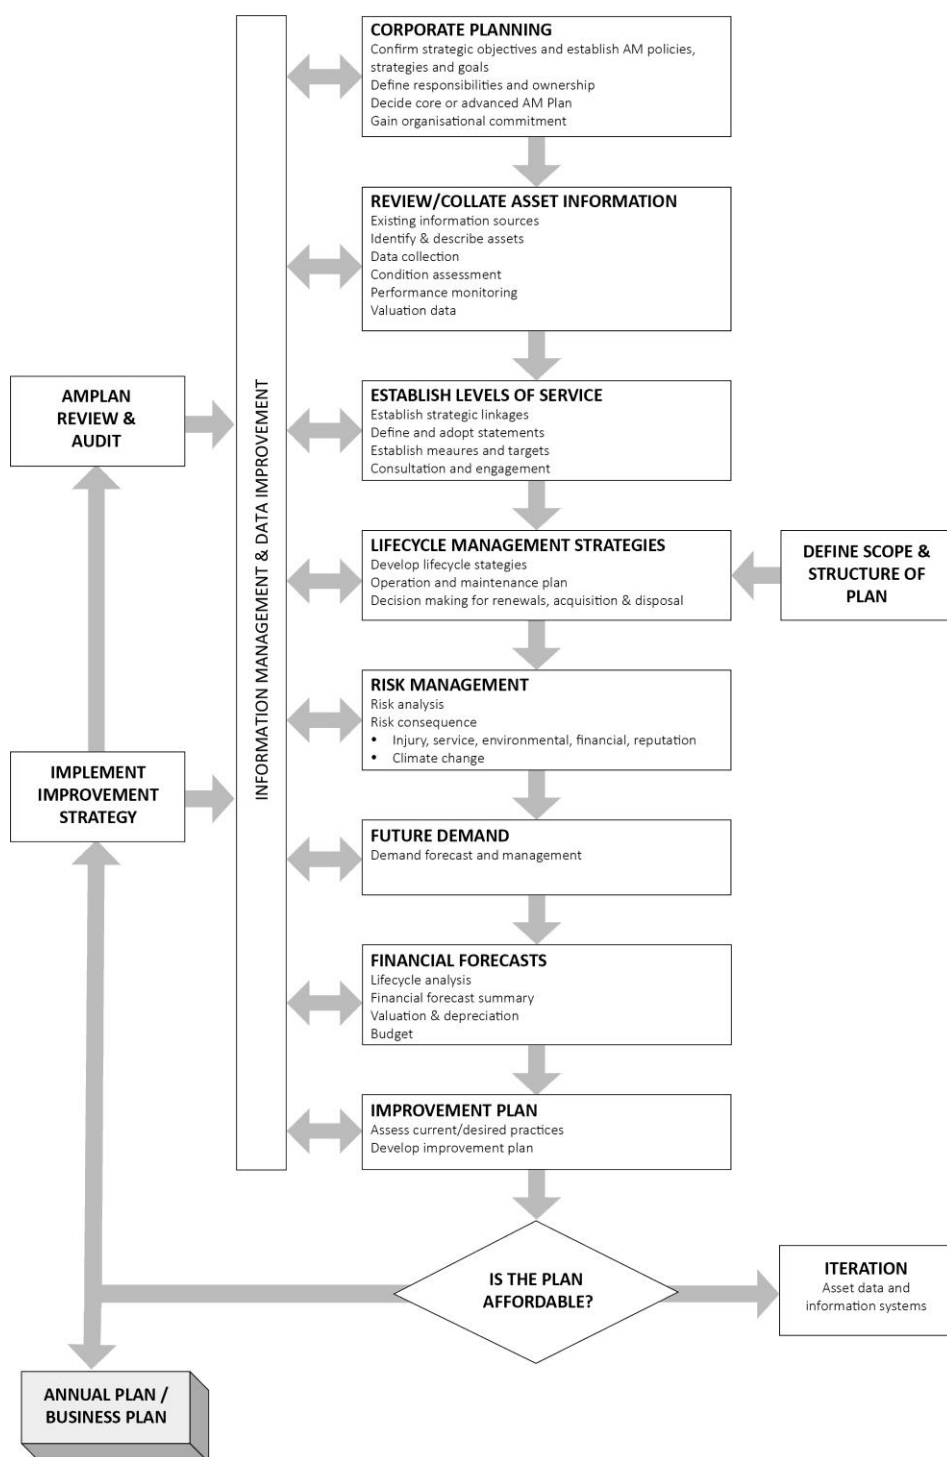 CORPORATE PLANNING
Confirm strategic objectives and establish AM policies,
strategies and goals
Define responsibilities and ownership
Decide core or advanced AM Plan
Gain organisational commitment
REVIEW/COLLATE ASSET INFORMATION
Existing information sources
Identify & describe assets
Data collection
Condition assessment
Performance monitoring
Valuation data
INFORMATION MANAGEMENT & DATA IMPROVEMENT
AMPLAN
REVIEW &
AUDIT
ESTABLISH LEVELS OF SERVICE
Establish strategic linkages
Define and adopt statements
Establish measures and targets
Consultation and engagement
LIFECYCLE MANAGEMENT STRATEGIES
Develop lifecycle stategies
Operation and maintenance plan
Decision making for renewals, acquisition & disposal
DEFINE SCOPE &
STRUCTURE OF
PLAN
RISK MANAGEMENT
Risk analysis
Risk consequence
• Injury, service, environmental, financial, reputation
• Climate change
IMPLEMENT
IMPROVEMENT
STRATEGY
FUTURE DEMAND
Demand forecast and management
FINANCIAL FORECASTS
Lifecycle analysis
Financial forecast summary
Valuation & depreciation
Budget
IMPROVEMENT PLAN
Assess current/desired practices
Develop improvement plan
IS THE PLAN
AFFORDABLE?
ITERATION
Asset data and
information systems
ANNUAL PLAN /
BUSINESS PLAN